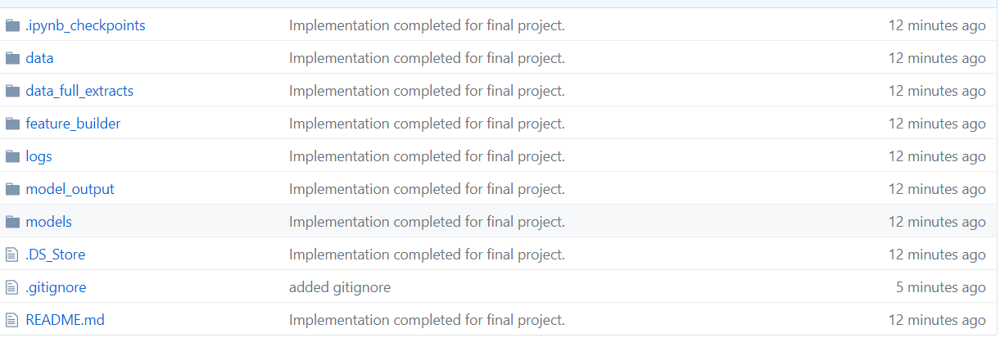 .ipynb_checkpoints Implementation completed for final project. 12 minutes ago
data Implementation completed for final project. 12 minutes ago
data_full_extracts Implementation completed for final project. 12 minutes ago
feature_builder Implementation completed for final project. 12 minutes ago
logs Implementation completed for final project. 12 minutes ago
model_output Implementation completed for final project. 12 minutes ago
models Implementation completed for final project. 12 minutes ago
.DS_Store Implementation completed for final project. 12 minutes ago
.gitignore added gitignore 5 minutes ago
README.md Implementation completed for final project. 12 minutes ago